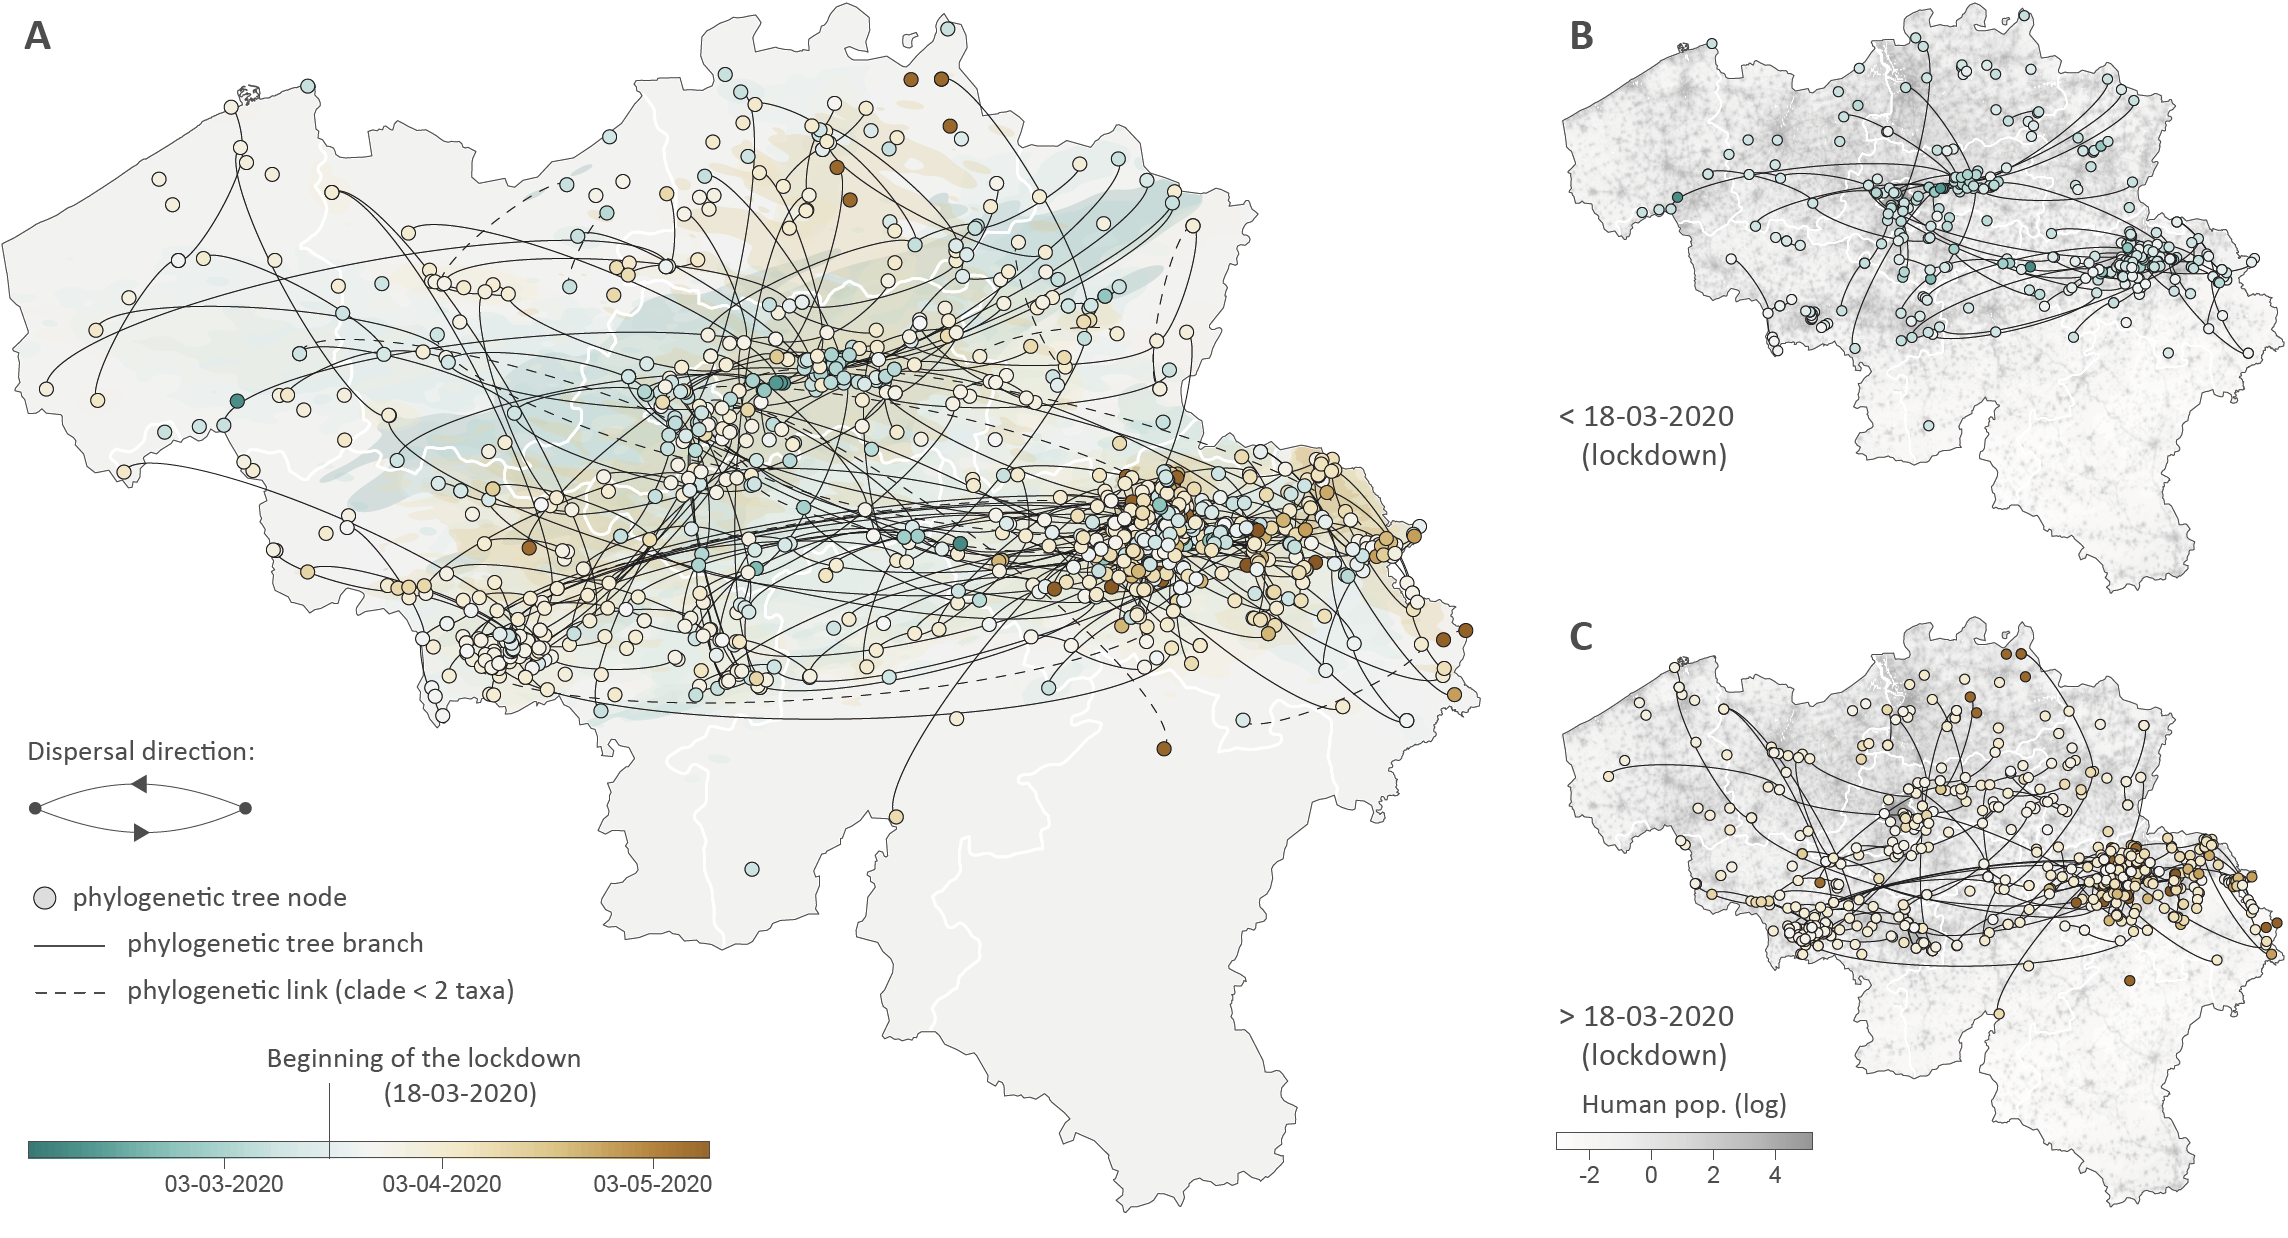 A
B
< 18-03-2020
(lockdown)
C
> 18-03-2020
(lockdown)
Human pop. (log)
-2 0 2 4
Dispersal direction:
phylogenetic tree node
phylogenetic tree branch
phylogenetic link (clade < 2 taxa)
Beginning of the lockdown
(18-03-2020)
03-03-2020 03-04-2020 03-05-2020